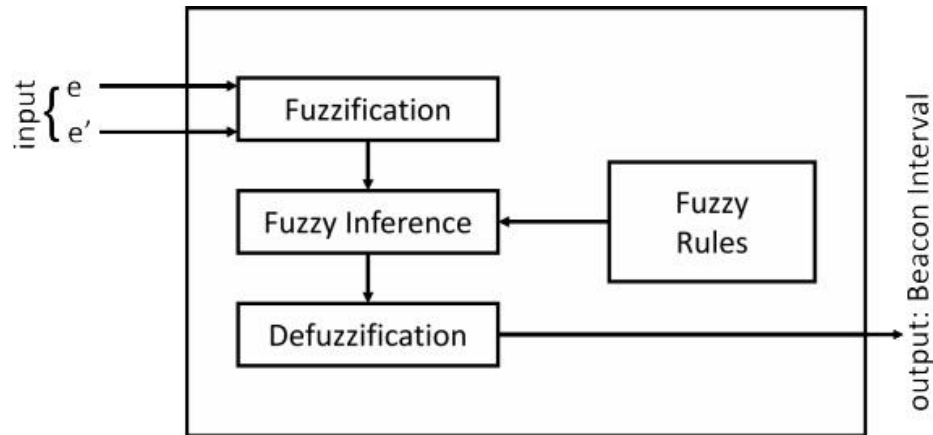 input
e
e’
Fuzzification
Fuzzy Inference
Fuzzy
Rules
Defuzzification
output: Beacon Interval